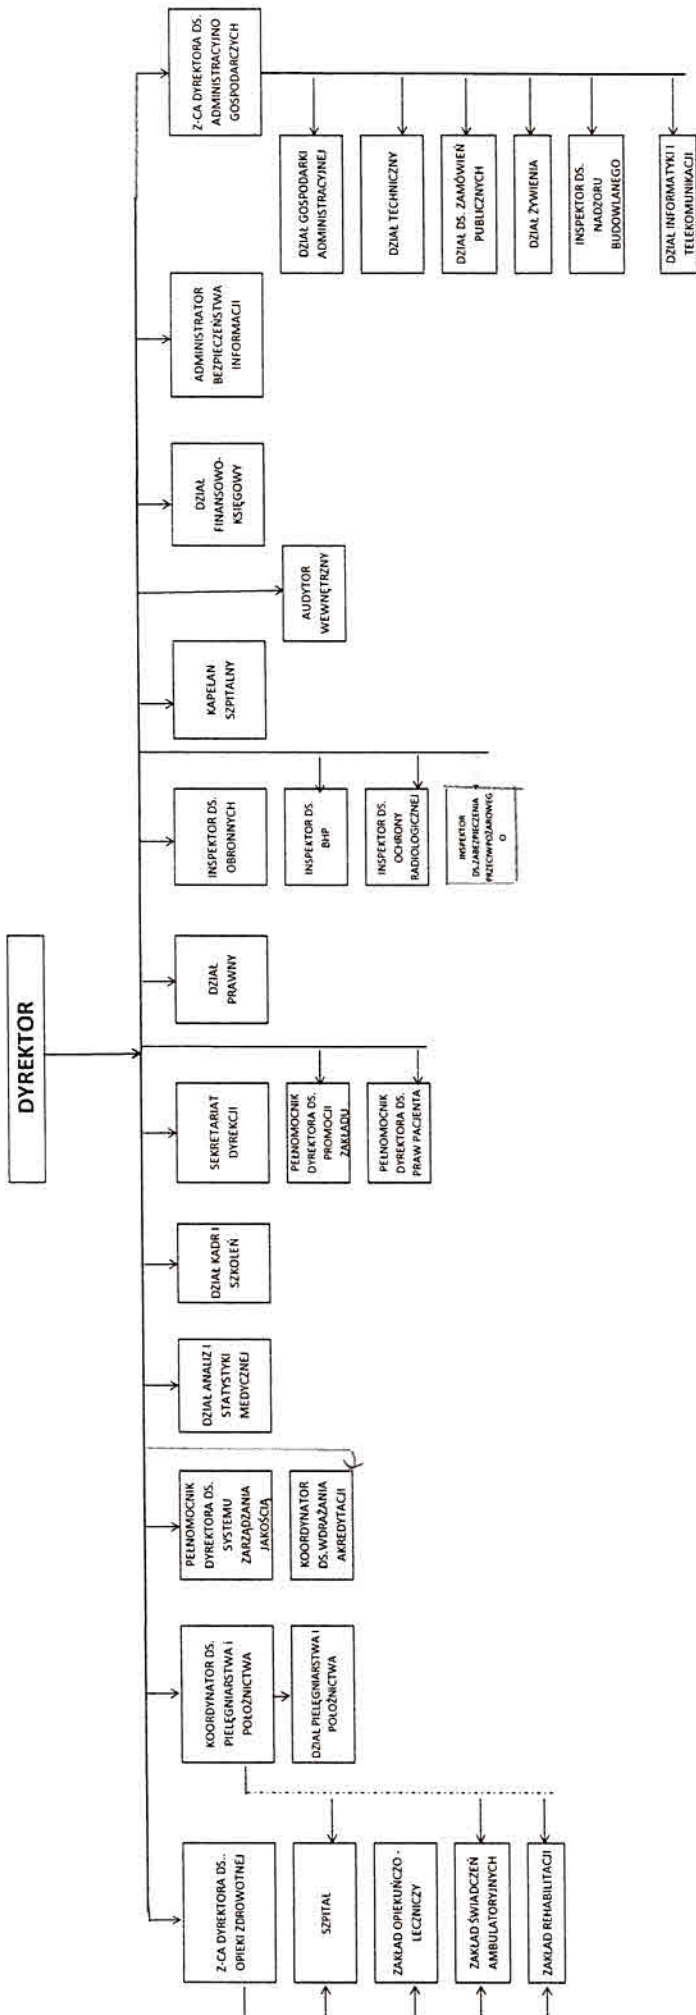 DYREKTOR
Z-CA DYREKTORA DS..
OPIEKI ZDROWOTNEJ
SZPITAL
ZAKŁAD OPIEKUŃCZO -
LECZNICZY
ZAKŁAD ŚWIADCZEŃ
AMBULATORYJNYCH
ZAKŁAD REHABILITACJI
KOORDYNATOR DS.
PIELĘGNIARSTWA i
POŁOŻNICTWA
DZIAŁ PIELĘGNIARSTWA I
POŁOŻNICTWA
PEŁNOMOCNIK
DYREKTORA DS.
SYSTEMU
ZARZĄDZANIA
JAKOŚCIĄ
KOORDYNATOR
DS.WDRAŻANIA
AKREDYTACJI
DZIAŁ ANALIZ I
STATYSTYKI
MEDYCZNEJ
DZIAŁ KADR I
SZKOLEŃ
SEKRETARIAT
DYREKCJI
PEŁNOMOCNIK
DYREKTORA DS.
PROMOCJI
ZAKŁADU
PEŁNOMOCNIK
DYREKTORA DS.
PRAW PACJENTA
DZIAŁ
PRAWNY
INSPEKTOR DS.
OBRONNYCH
INSPEKTOR DS.
BHP
INSPEKTOR DS.
OCHRONY
RADIOLOGICZNEJ
INSPEKTOR
DS.ZABEZPIECZENIA
PRZECIWPOŻAROWEG
O
KAPELAN
SZPITALNY
AUDYTOR
WEWNĘTRZNY
DZIAŁ
FINANSOWO-
KSIĘGOWY
ADMINISTRATOR
BEZPIECZEŃSTWA
INFORMACJI
Z-CA DYREKTORA DS.
ADMINISTRACYJNO
GOSPODARCZYCH
DZIAŁ GOSPODARKI
ADMINISTRACYJNEJ
DZIAŁ TECHNICZNY
DZIAŁ DS. ZAMÓWIEŃ
PUBLICZNYCH
DZIAŁ ŻYWIENIA
INSPEKTOR DS.
NADZORU
BUDOWLANEGO
DZIAŁ INFORMATYKI I
TELEKOMUNIKACJI